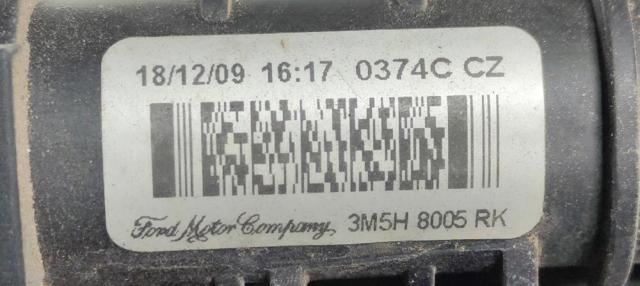 18/12/09 16:17 0374C CZ
Ford Motor Company 3M5H 8005 RK